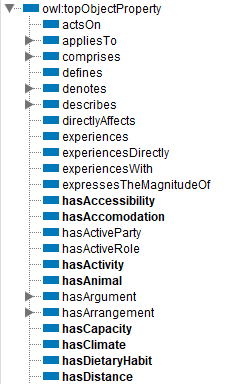 owl:topObjectProperty
actsOn
appliesTo
comprises
defines
denotes
describes
directlyAffects
experiences
experiencesDirectly
experiencesWith
expressesTheMagnitudeOf
hasAccessibility
hasAccomodation
hasActiveParty
hasActiveRole
hasActivity
hasAnimal
hasArgument
hasArrangement
hasCapacity
hasClimate
hasDietaryHabit
hasDistance